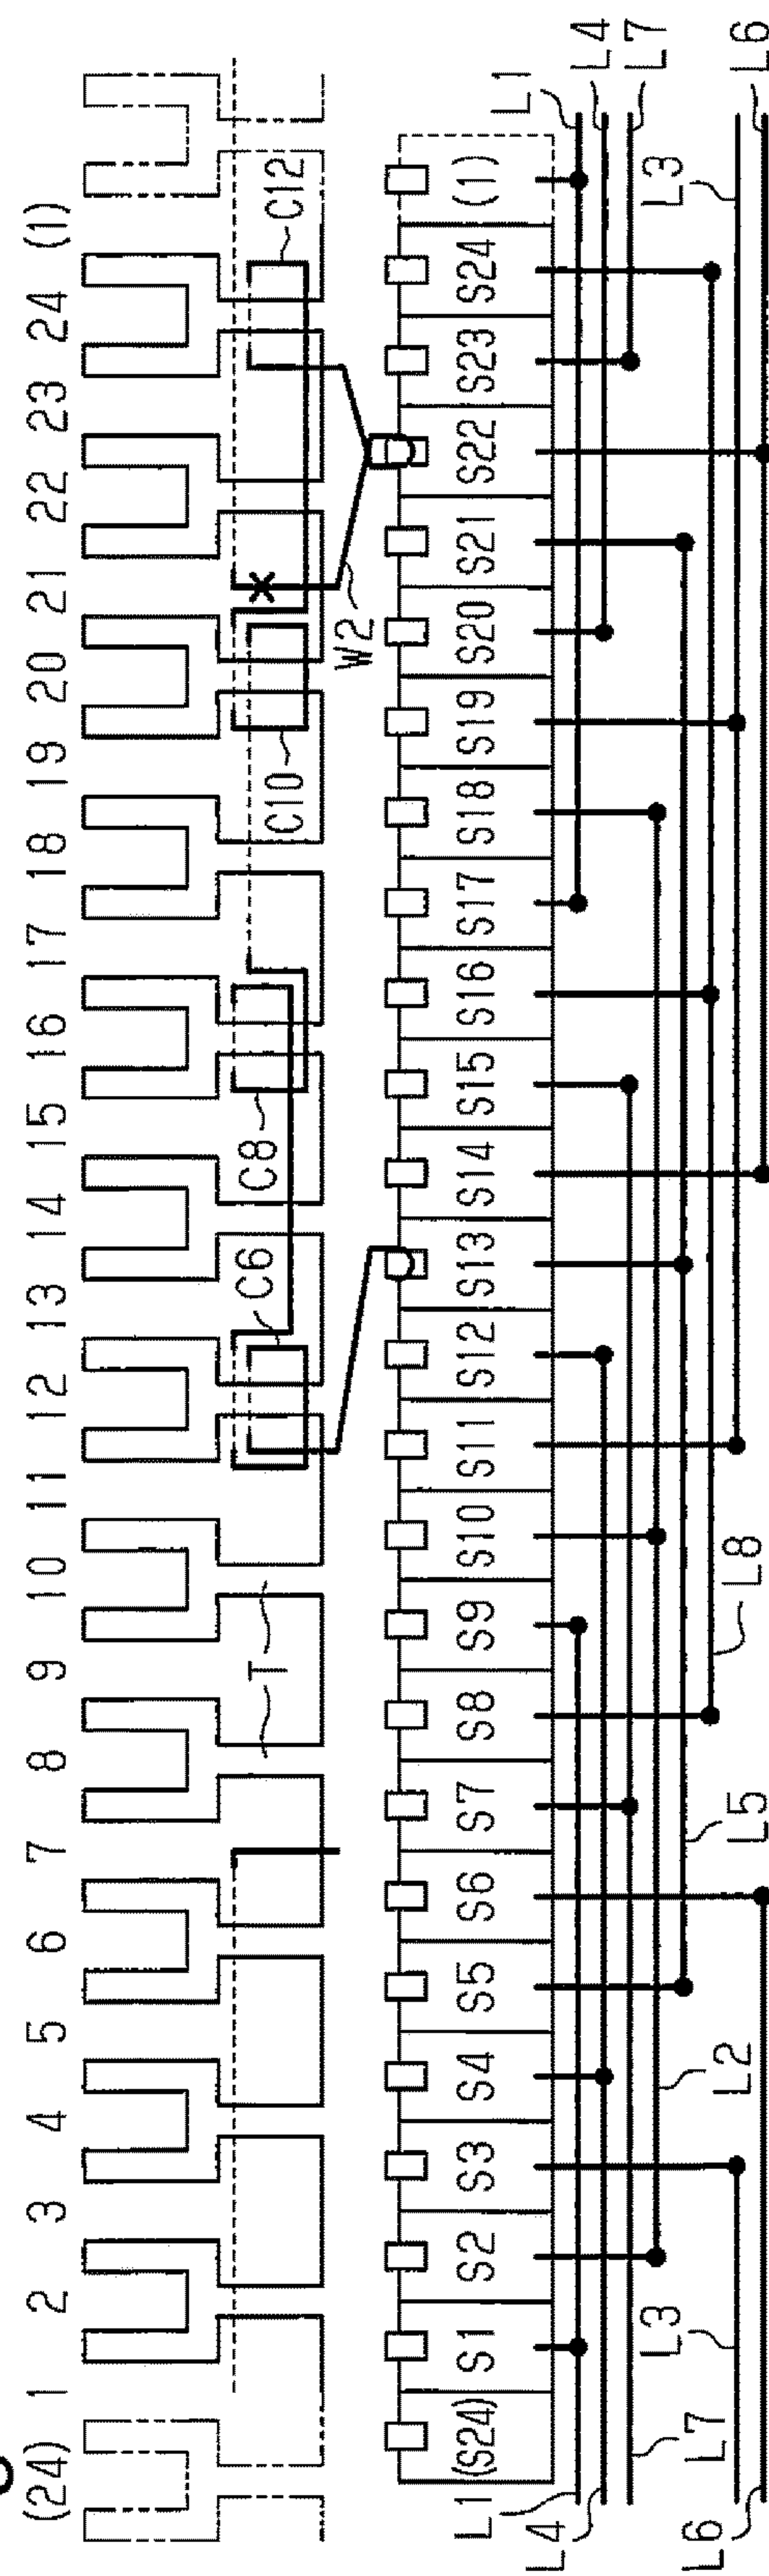 (24) 1 2 3 4 5 6 7 8 9 10 11 12 13 14 15 16 17 18 19 20 21 22 23 24 (1)
T
C6
C8
C10
C12
W2
(S24) S1 S2 S3 S4 S5 S6 S7 S8 S9 S10 S11 S12 S13 S14 S15 S16 S17 S18 S19 S20 S21 S22 S23 S24 (1)
L1
L4
L7
L6
L3
L2
L5
L8
L1
L4
L7
L3
L6